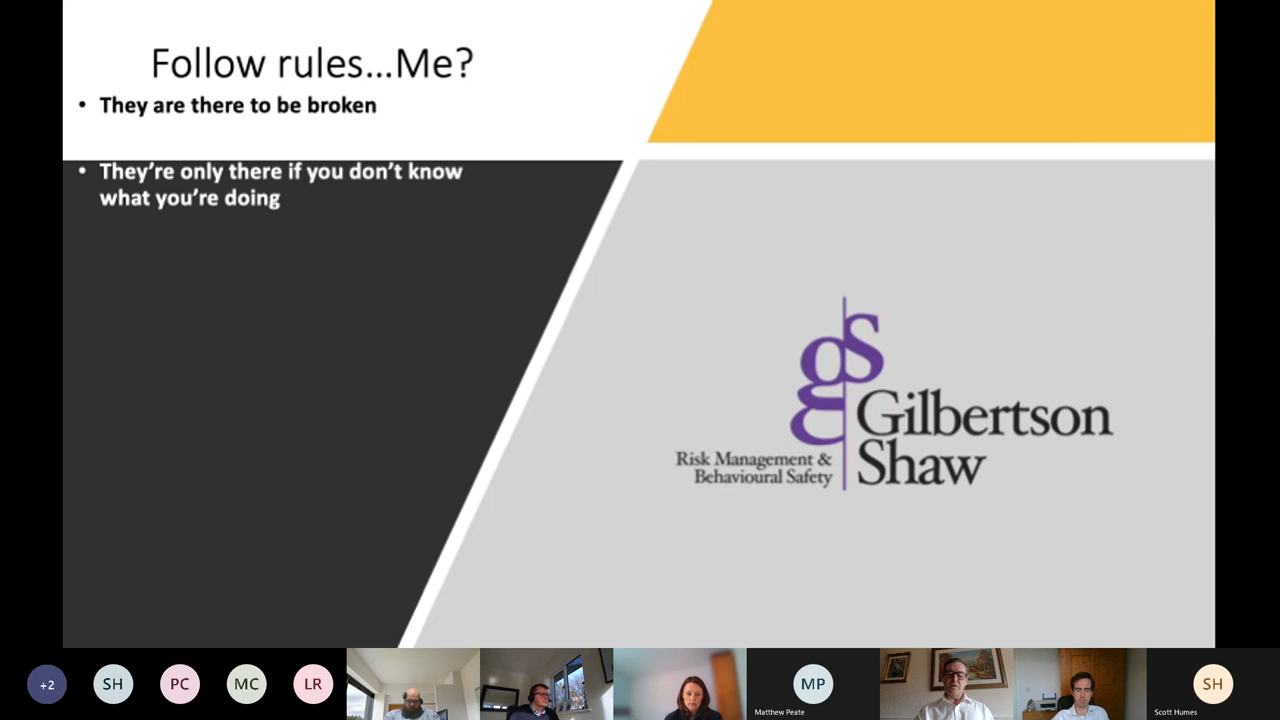 Follow rules...Me?
• They are there to be broken
• They're only there if you don't know
what you're doing
gs
Gilbertson
Shaw
Risk Management &
Behavioural Safety
+2
SH
PC
MC
LR
MP
Matthew Peate
SH
Scott Humes